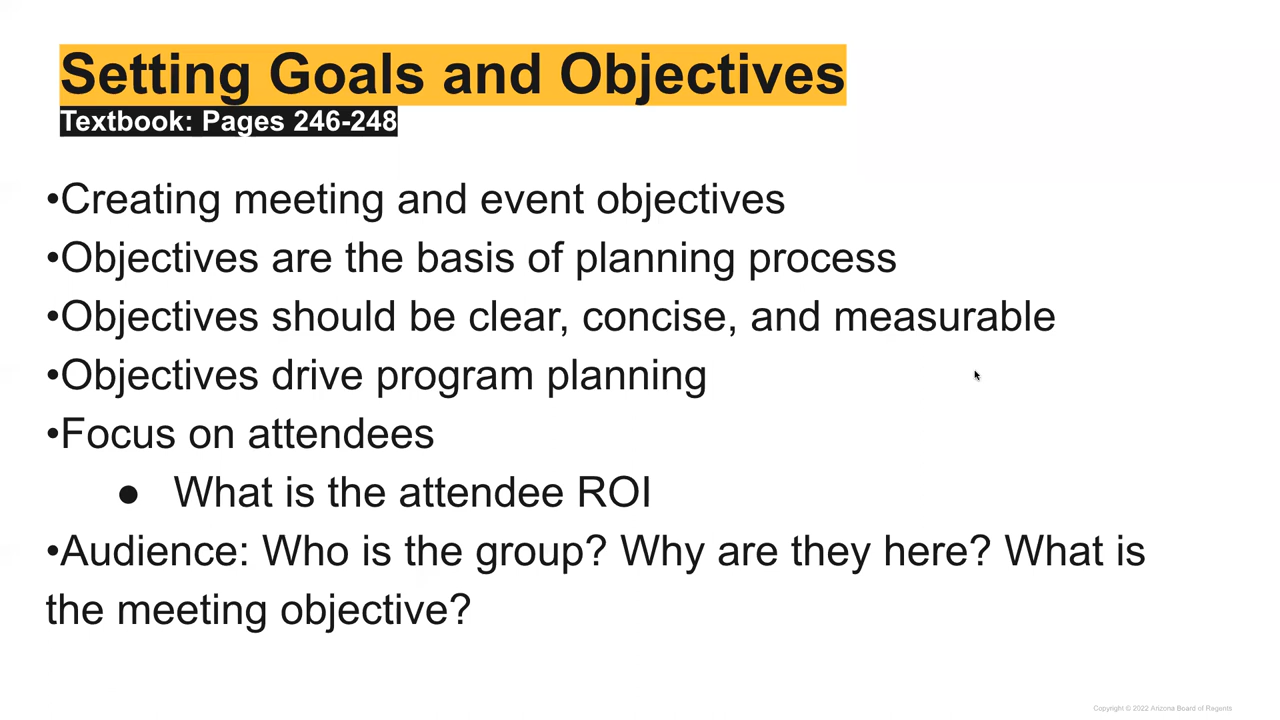 Setting Goals and Objectives
Textbook: Pages 246-248
•Creating meeting and event objectives
•Objectives are the basis of planning process
•Objectives should be clear, concise, and measurable
•Objectives drive program planning
•Focus on attendees
● What is the attendee ROI
•Audience: Who is the group? Why are they here? What is
the meeting objective?
Copyright © 2022 Arizona Board of Regents